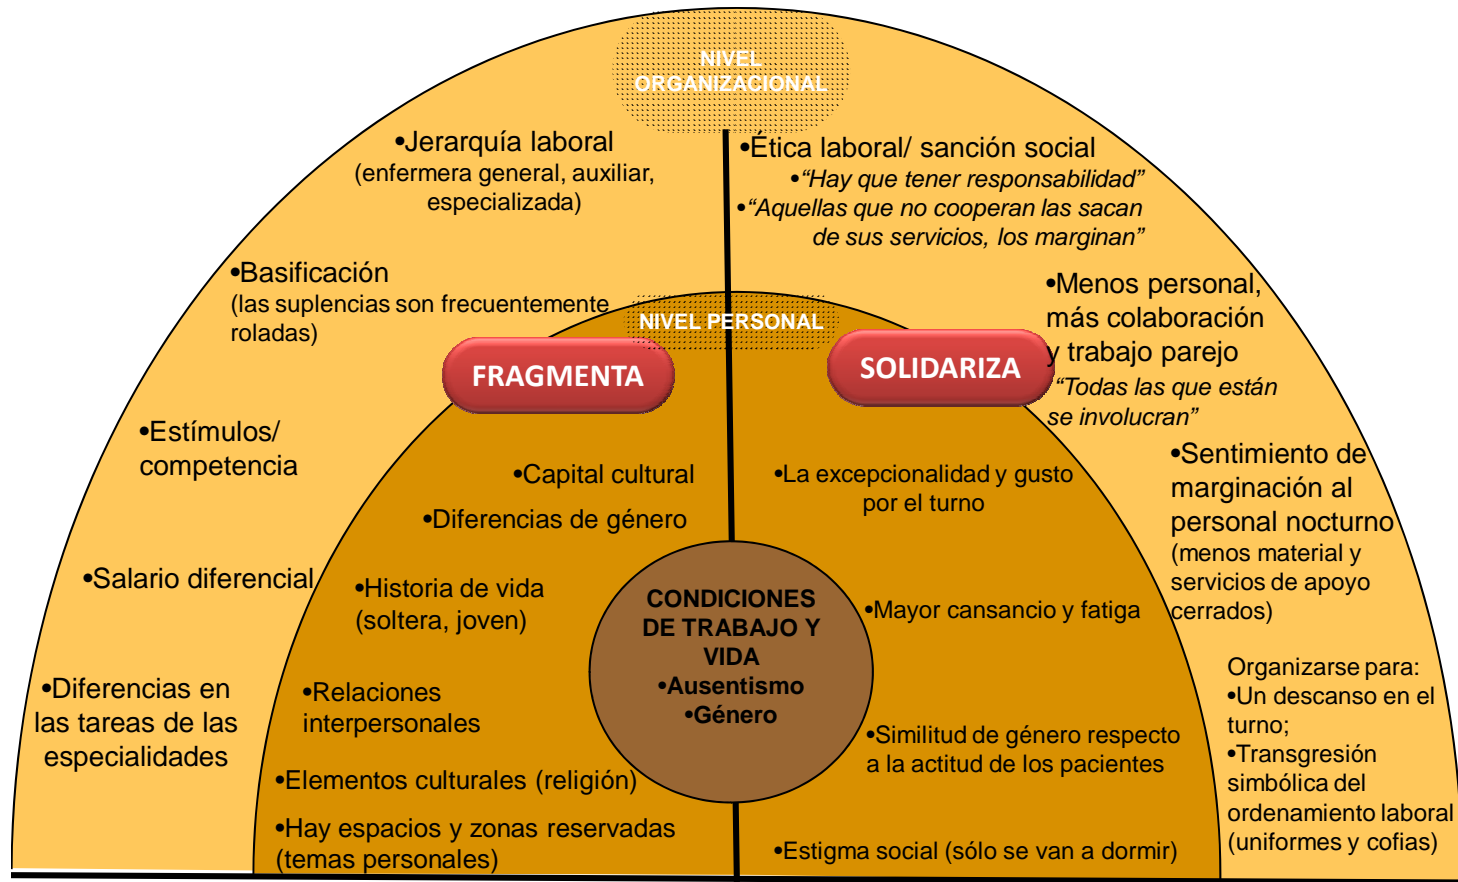 NIVEL
ORGANIZACIONAL
•Jerarquía laboral
(enfermera general, auxiliar,
especializada)
•Basificación
(las suplencias son frecuentemente
roladas)
•Estímulos/
competencia
•Salario diferencial
•Diferencias en
las tareas de las
especialidades
•Ética laboral/ sanción social
•“Hay que tener responsabilidad”
•“Aquellas que no cooperan las sacan
de sus servicios, los marginan”
•Menos personal,
más colaboración
y trabajo parejo
“Todas las que están
se involucran”
•Sentimiento de
marginación al
personal nocturno
(menos material y
servicios de apoyo
cerrados)
Organizarse para:
•Un descanso en el
turno;
•Transgresión
simbólica del
ordenamiento laboral
(uniformes y cofias)
NIVEL PERSONAL
FRAGMENTA
•Capital cultural
•Diferencias de género
•Historia de vida
(soltera, joven)
•Relaciones
interpersonales
•Elementos culturales (religión)
•Hay espacios y zonas reservadas
(temas personales)
SOLIDARIZA
•La excepcionalidad y gusto
por el turno
•Mayor cansancio y fatiga
•Similitud de género respecto
a la actitud de los pacientes
•Estigma social (sólo se van a dormir)
CONDICIONES
DE TRABAJO Y
VIDA
•Ausentismo
•Género